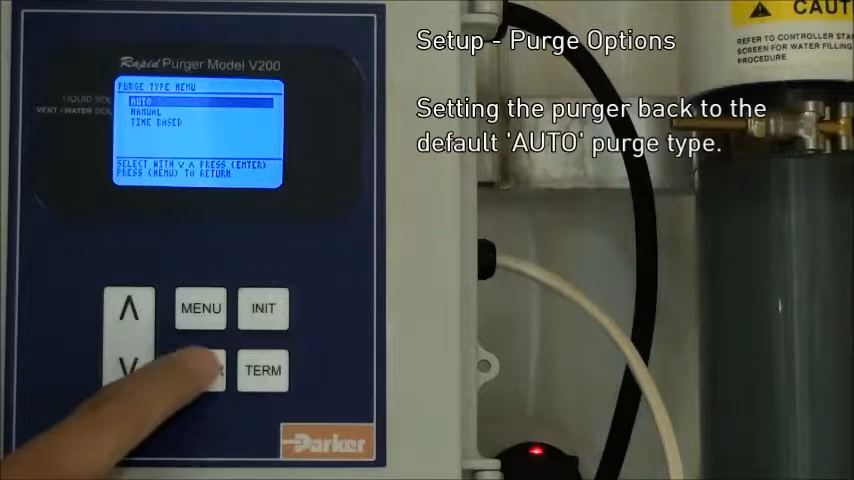 Setup - Purge Options
Setting the purger back to the
default 'AUTO' purge type.
Rapid Purger Model V200
LIQUID SOL
VENT / WATER SOL
PURGE TYPE MENU
AUTO
MANUAL
TIME BASED
SELECT WITH ∨ ∧ PRESS (ENTER)
PRESS (MENU) TO RETURN
MENU
INIT
TERM
Parker
CAUT
REFER TO CONTROLLER STAR
SCREEN FOR WATER FILLING
PROCEDURE